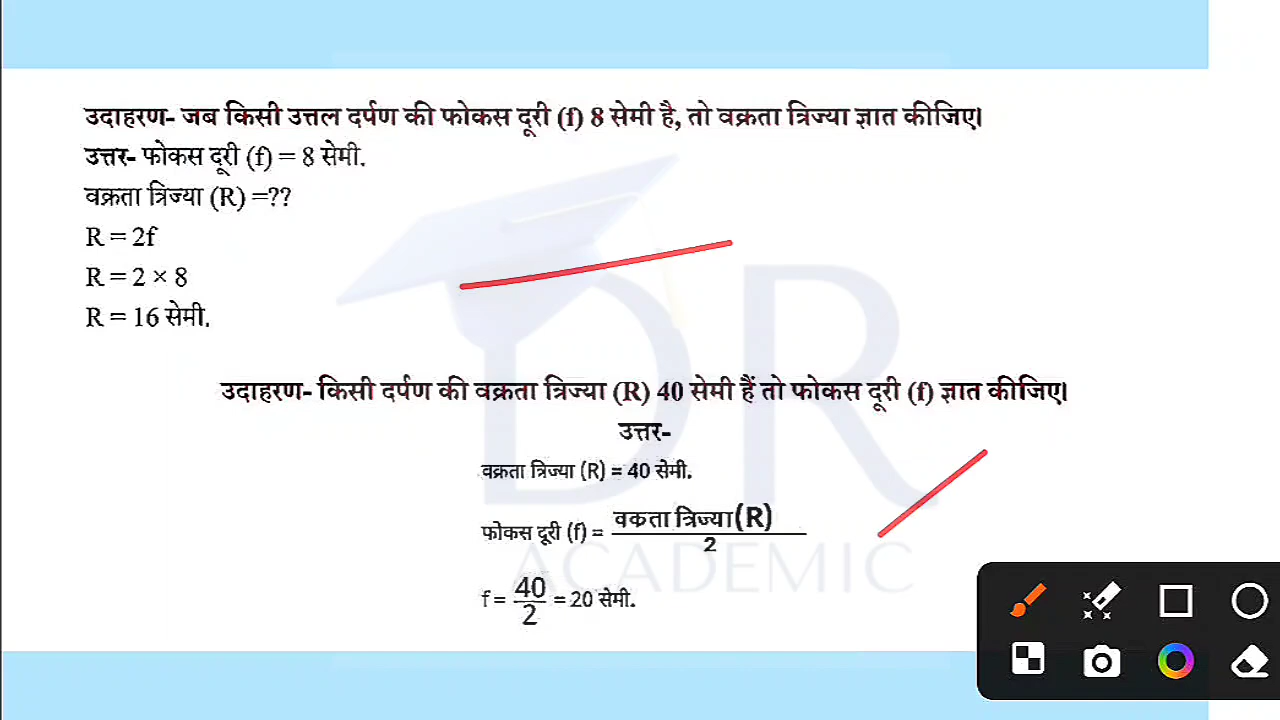 उदाहरण- जब किसी उत्तल दर्पण की फोकस दूरी (f) 8 सेमी है, तो वक्रता त्रिज्या ज्ञात कीजिए।
उत्तर- फोकस दूरी (f) = 8 सेमी.
वक्रता त्रिज्या (R) =??
R = 2f
R = 2 × 8
R = 16 सेमी.
उदाहरण- किसी दर्पण की वक्रता त्रिज्या (R) 40 सेमी हैं तो फोकस दूरी (f) ज्ञात कीजिए।
उत्तर-
वक्रता त्रिज्या (R) = 40 सेमी.
फोकस दूरी (f) = वकता त्रिज्या(R)
2
f = 40/2 = 20 सेमी.
DR
ACADEMIC